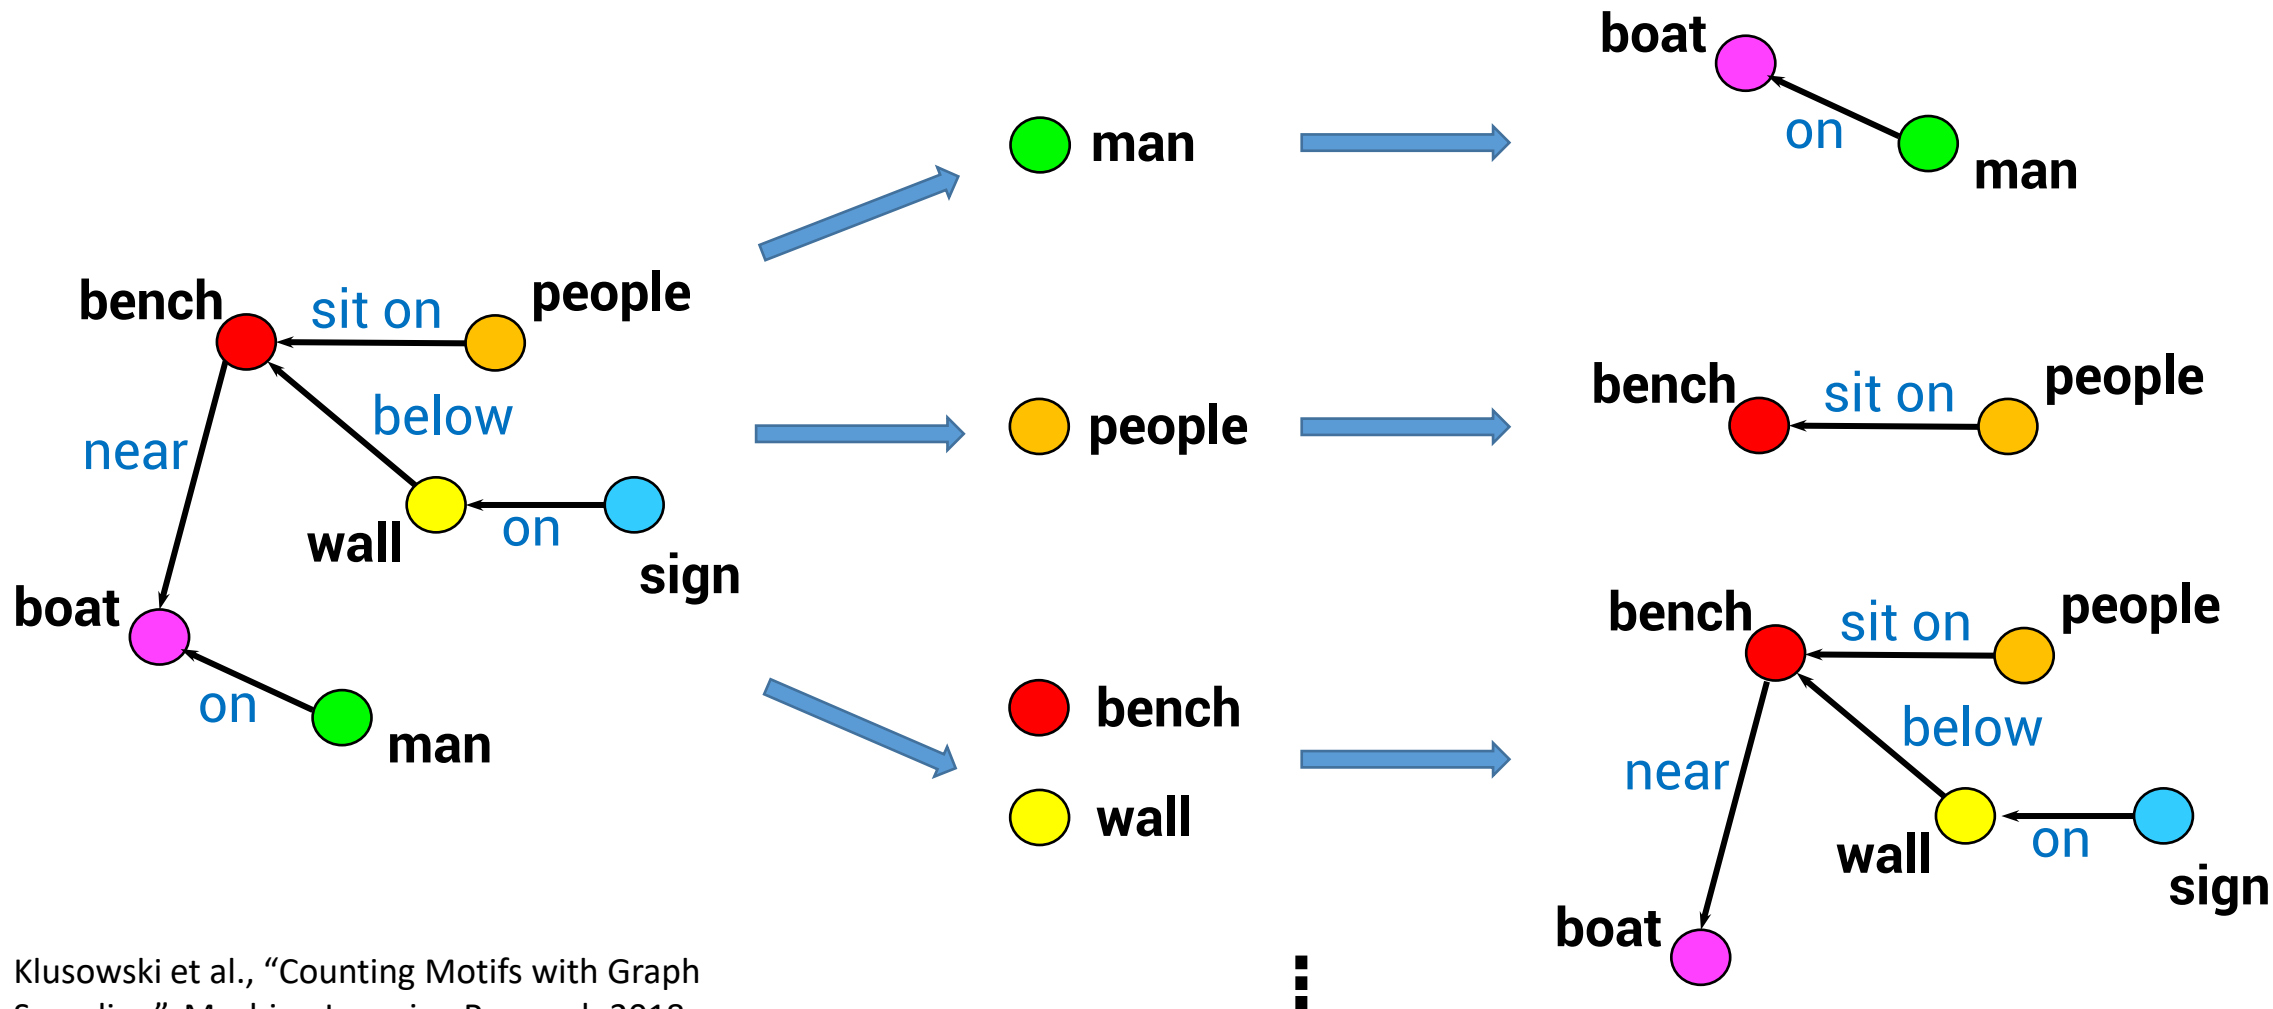 bench
sit on
people
near
below
wall
on
sign
boat
on
man
man
people
bench
wall
boat
on
man
bench
sit on
people
bench
sit on
people
near
below
wall
on
sign
boat
Klusowski et al., “Counting Motifs with Graph